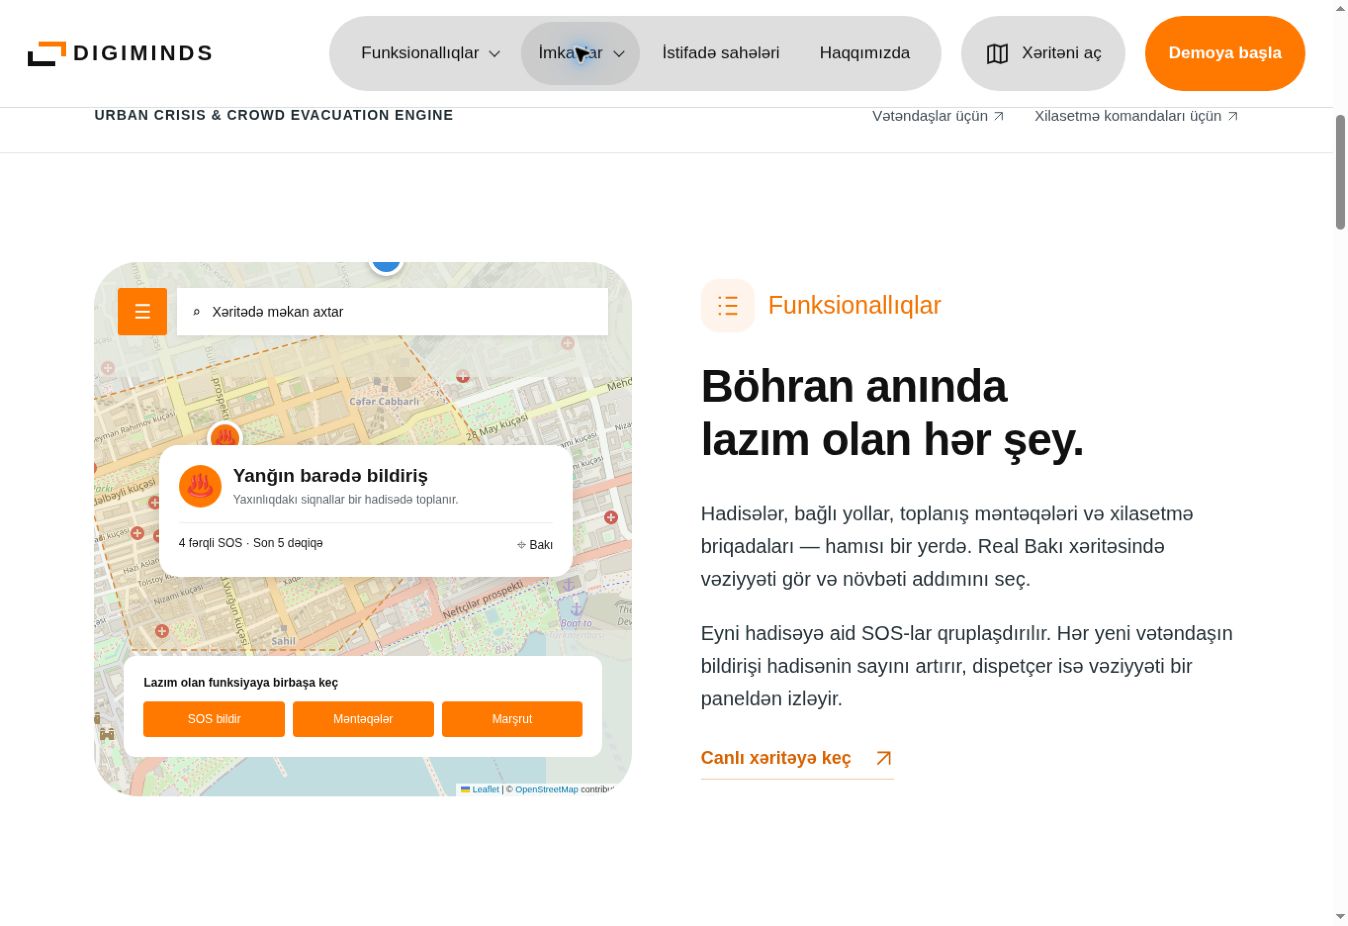 DIGIMINDS
Funksionallıqlar
İstifadə sahələri
Haqqımızda
Xəritəni aç
Demoya başla
URBAN CRISIS & CROWD EVACUATION ENGINE
Vətəndaşlar üçün
Xilasetmə komandaları üçün
Xəritədə məkan axtar
Cəfər Cabbarlı
28 May küçəsi
Yanğın barədə bildiriş
Yaxınlıqdakı siqnallar bir hadisədə toplanır.
4 fərqli SOS · Son 5 dəqiqə
Bakı
Nizami küçəsi
Neftçilər prospekti
Sahil
Boat to
Lazım olan funksiyaya birbaşa keç
SOS bildir
Məntəqələr
Marşrut
Leaflet | © OpenStreetMap
Funksionallıqlar
Böhran anında
lazım olan hər şey.
Hadisələr, bağlı yollar, toplanış məntəqələri və xilasetmə
briqadaları — hamısı bir yerdə. Real Bakı xəritəsində
vəziyyəti gör və növbəti addımını seç.
Eyni hadisəyə aid SOS-lar qruplaşdırılır. Hər yeni vətəndaşın
bildirişi hadisənin sayını artırır, dispetçer isə vəziyyəti bir
paneldən izləyir.
Canlı xəritəyə keç